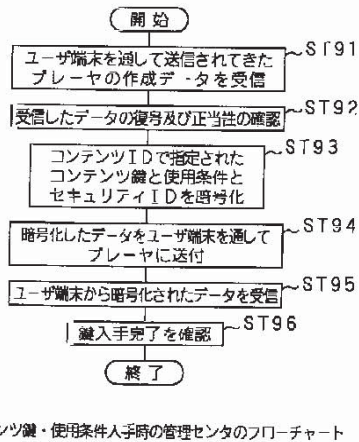 開始
ST91
ユーザ端末を通して送信されてきた
プレーヤの作成データを受信
ST92
受信したデータの復号及び正当性の確認
ST93
コンテンツIDで指定された
コンテンツ鍵と使用条件と
セキュリティIDを暗号化
ST94
暗号化したデータをユーザ端末を通して
プレーヤに送付
ST95
ユーザ端末から暗号化されたデータを受信
ST96
鍵入手完了を確認
終了
ンツ鍵・使用条件入手時の管理センタのフローチャート